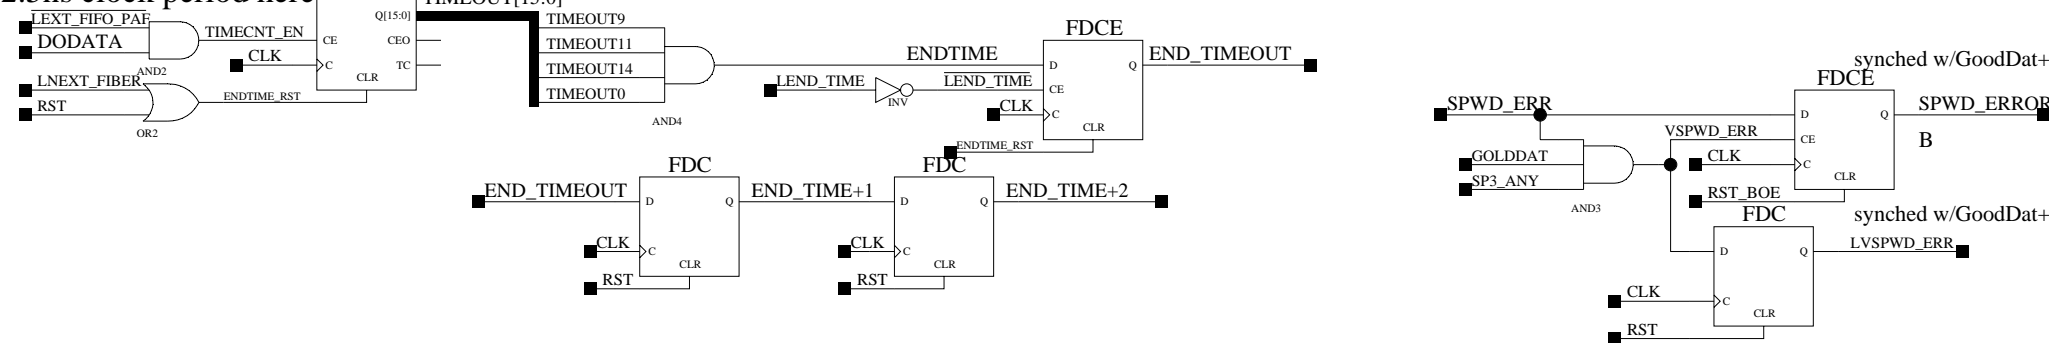 TIMEOUT9
LEXT_FIFO_PAF
Q[15:0]
TIMECNT_EN
DODATA
CE
CEO
TIMEOUT11
CLK
C
TC
AND2
CLR
LNEXT_FIBER
ENDTIME_RST
RST
OR2
TIMEOUT14
TIMEOUT0
AND4
ENDTIME
FDCE
D
Q
END_TIMEOUT
LEND_TIME
INV
LEND_TIME
CE
CLK
C
CLR
ENDTIME_RST
FDC
FDC
END_TIMEOUT
D
Q
END_TIME+1
D
Q
END_TIME+2
CLK
C
CLK
C
CLR
CLR
RST
RST
synched w/GoodDat+
FDCE
SPWD_ERR
D
Q
SPWD_ERROR
VSPWD_ERR
CE
B
GOLDDAT
CLK
C
SP3_ANY
CLR
AND3
RST_BOE
FDC
synched w/GoodDat+
D
Q
LVSPWD_ERR
CLK
C
CLR
RST